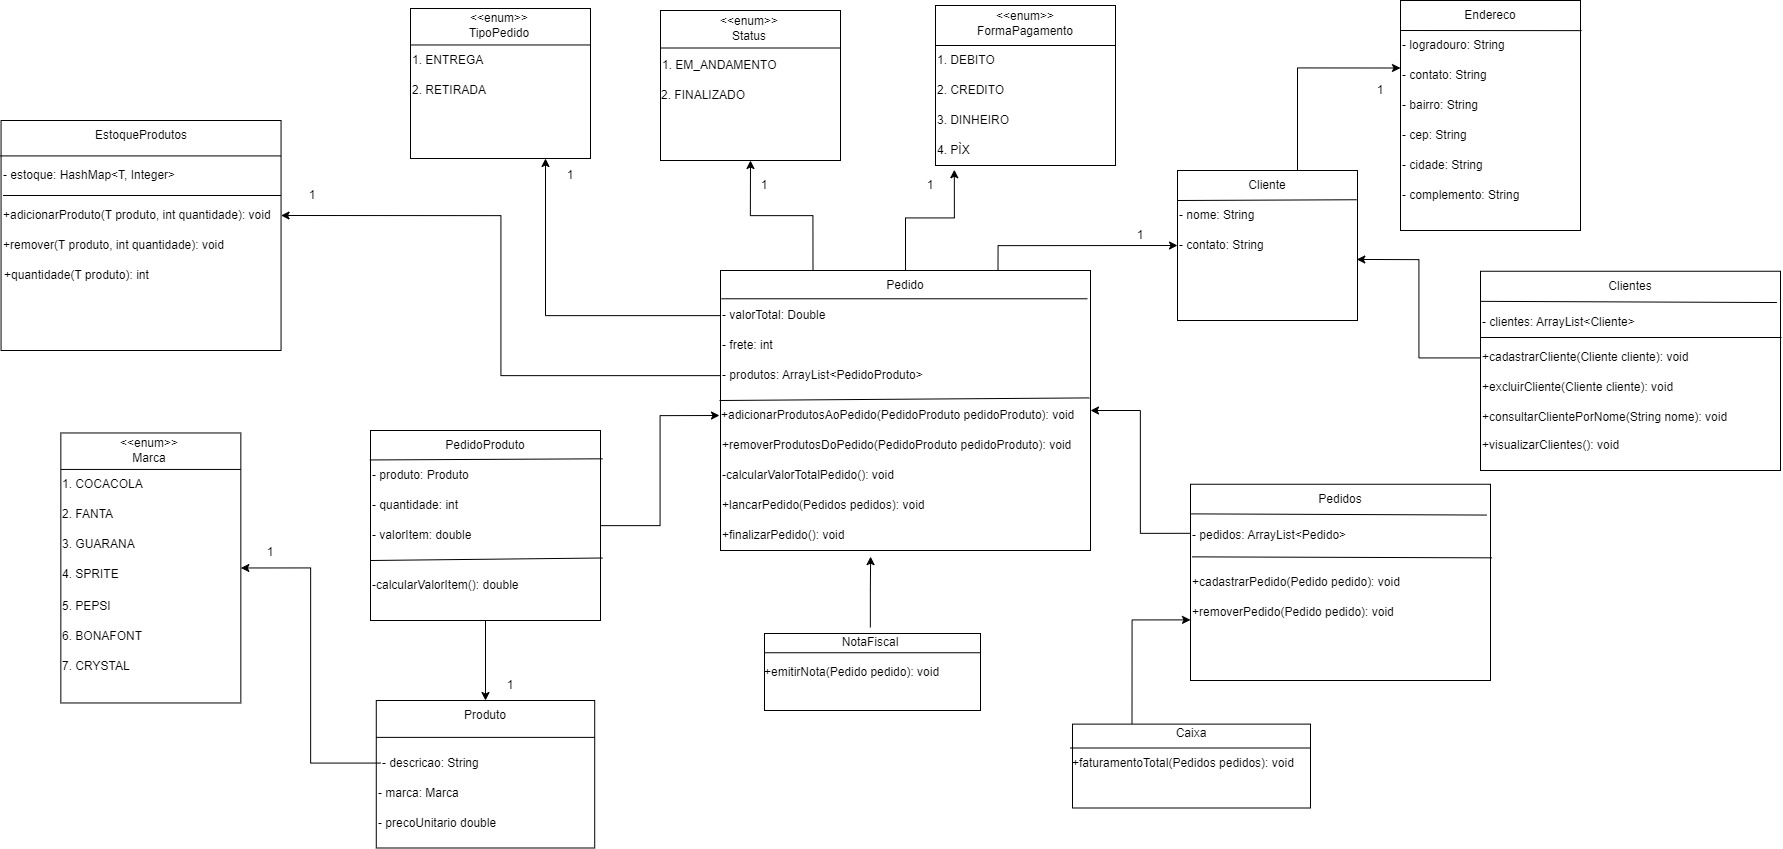 <<enum>>
TipoPedido
1. ENTREGA
2. RETIRADA
<<enum>>
Status
1. EM_ANDAMENTO
2. FINALIZADO
<<enum>>
FormaPagamento
1. DEBITO
2. CREDITO
3. DINHEIRO
4. PÌX
Endereco
- logradouro: String
- contato: String
- bairro: String
- cep: String
- cidade: String
- complemento: String
1
EstoqueProdutos
- estoque: HashMap<T, Integer>
+adicionarProduto(T produto, int quantidade): void
+remover(T produto, int quantidade): void
+quantidade(T produto): int
1
1
1
1
Cliente
- nome: String
- contato: String
1
Clientes
- clientes: ArrayList<Cliente>
+cadastrarCliente(Cliente cliente): void
+excluirCliente(Cliente cliente): void
+consultarClientePorNome(String nome): void
+visualizarClientes(): void
Pedido
- valorTotal: Double
- frete: int
- produtos: ArrayList<PedidoProduto>
+adicionarProdutosAoPedido(PedidoProduto pedidoProduto): void
+removerProdutosDoPedido(PedidoProduto pedidoProduto): void
-calcularValorTotalPedido(): void
+lancarPedido(Pedidos pedidos): void
+finalizarPedido(): void
<<enum>>
Marca
1. COCACOLA
2. FANTA
3. GUARANA
4. SPRITE
5. PEPSI
6. BONAFONT
7. CRYSTAL
1
PedidoProduto
- produto: Produto
- quantidade: int
- valorItem: double
-calcularValorItem(): double
1
Pedidos
- pedidos: ArrayList<Pedido>
+cadastrarPedido(Pedido pedido): void
+removerPedido(Pedido pedido): void
NotaFiscal
+emitirNota(Pedido pedido): void
Produto
- descricao: String
- marca: Marca
- precoUnitario double
Caixa
+faturamentoTotal(Pedidos pedidos): void